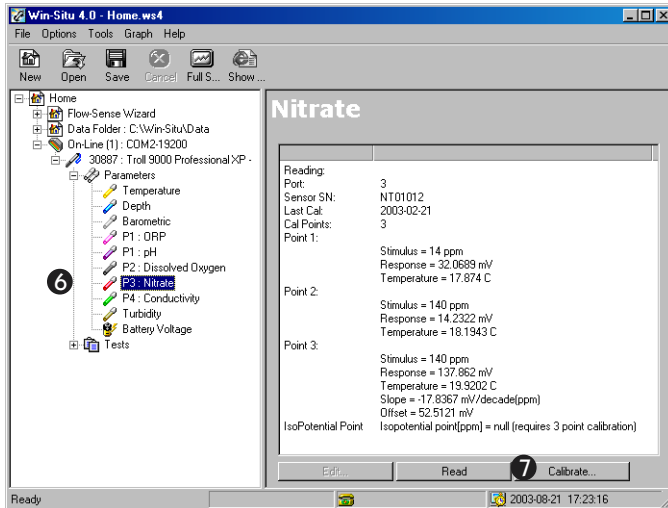 Win-Situ 4.0 - Home.ws4
File Options Tools Graph Help
New Open Save Cancel Full S... Show ...
Home
Flow-Sense Wizard
Data Folder : C:\Win-Situ\Data
On-Line (1) : COM2-19200
30887 : Troll 9000 Professional XP -
Parameters
Temperature
Depth
Barometric
P1 : ORP
P1 : pH
P2 : Dissolved Oxygen
6 P3 : Nitrate
P4 : Conductivity
Turbidity
Battery Voltage
Tests
Nitrate
Reading:
Port: 3
Sensor SN: NT01012
Last Cal: 2003-02-21
Cal Points: 3
Point 1:
Stimulus = 14 ppm
Response = 32.0689 mV
Temperature = 17.874 C
Point 2:
Stimulus = 140 ppm
Response = 14.2322 mV
Temperature = 18.1943 C
Point 3:
Stimulus = 140 ppm
Response = 137.862 mV
Temperature = 19.9202 C
Slope = -17.8367 mV/decade(ppm)
Offset = 52.5121 mV
IsoPotential Point Isopotential point[ppm] = null (requires 3 point calibration)
Edit... Read 7 Calibrate...
Ready 2003-08-21 17:23:16